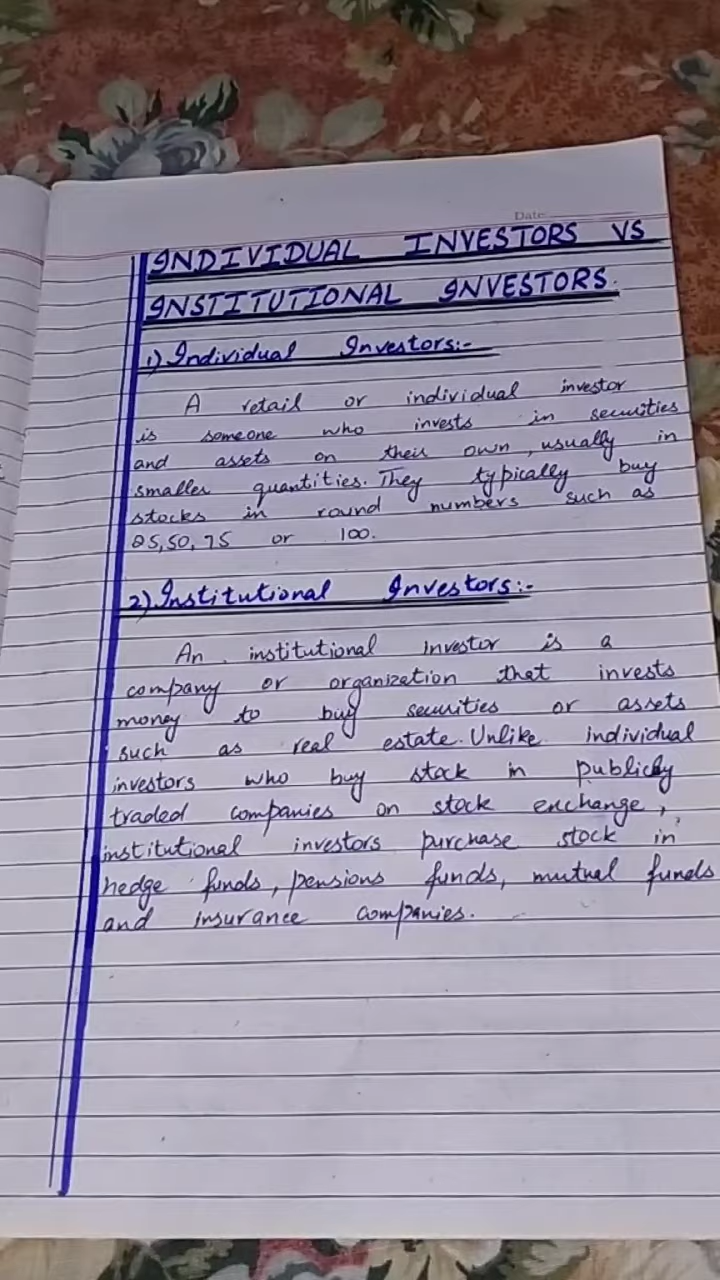 Date
INDIVIDUAL INVESTORS VS
INSTITUTIONAL INVESTORS.
1) Individual Investors:-
A retail or individual investor
is someone who invests in securities
and assets on their own, usually in
smaller quantities. They typically buy
stocks in round numbers such as
25, 50, 75 or 100.
2) Institutional Investors:-
An institutional investor is a
company or organization that invests
money to buy securities or assets
such as real estate. Unlike individual
investors who buy stock in publicly
traded companies on stock exchange,
institutional investors purchase stock in
hedge funds, pensions funds, mutual funds
and insurance companies.